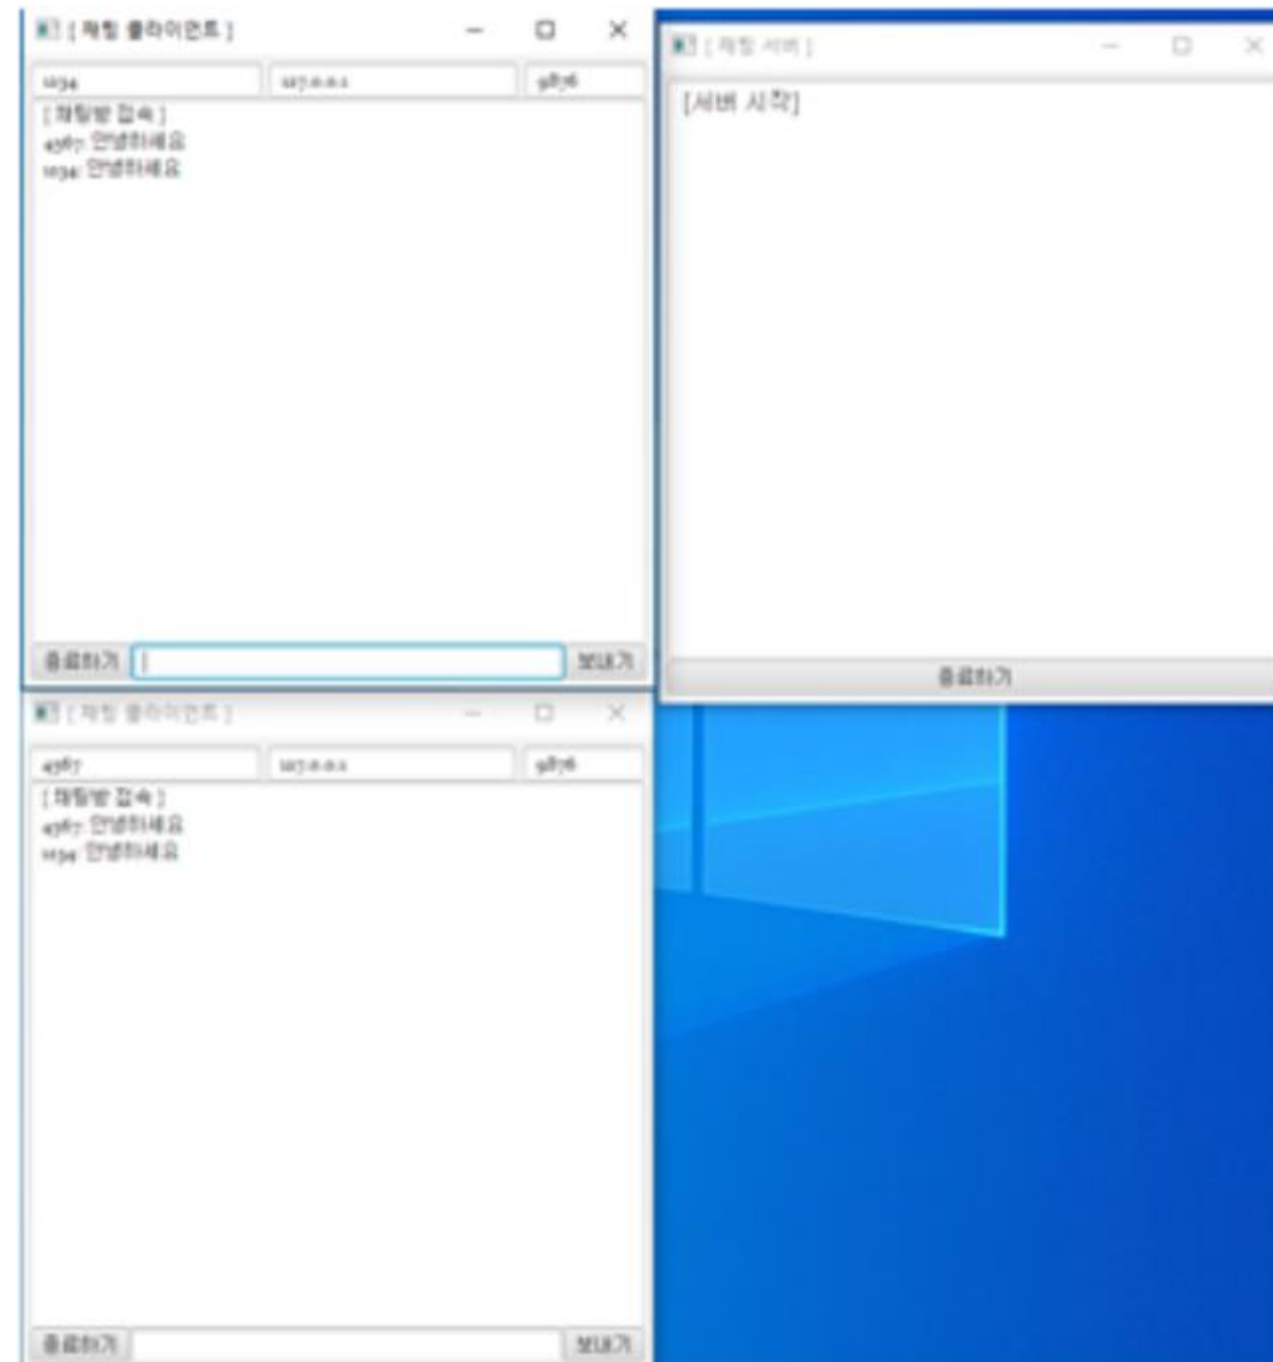 [ 채팅 클라이언트 ]
1234 127.0.0.1 9876
[ 채팅방 접속 ]
4567: 안녕하세요
1234: 안녕하세요
종료하기 보내기
[ 채팅 서버 ]
[서버 시작]
종료하기
[ 채팅 클라이언트 ]
4567 127.0.0.1 9876
[ 채팅방 접속 ]
4567: 안녕하세요
1234: 안녕하세요
종료하기 보내기